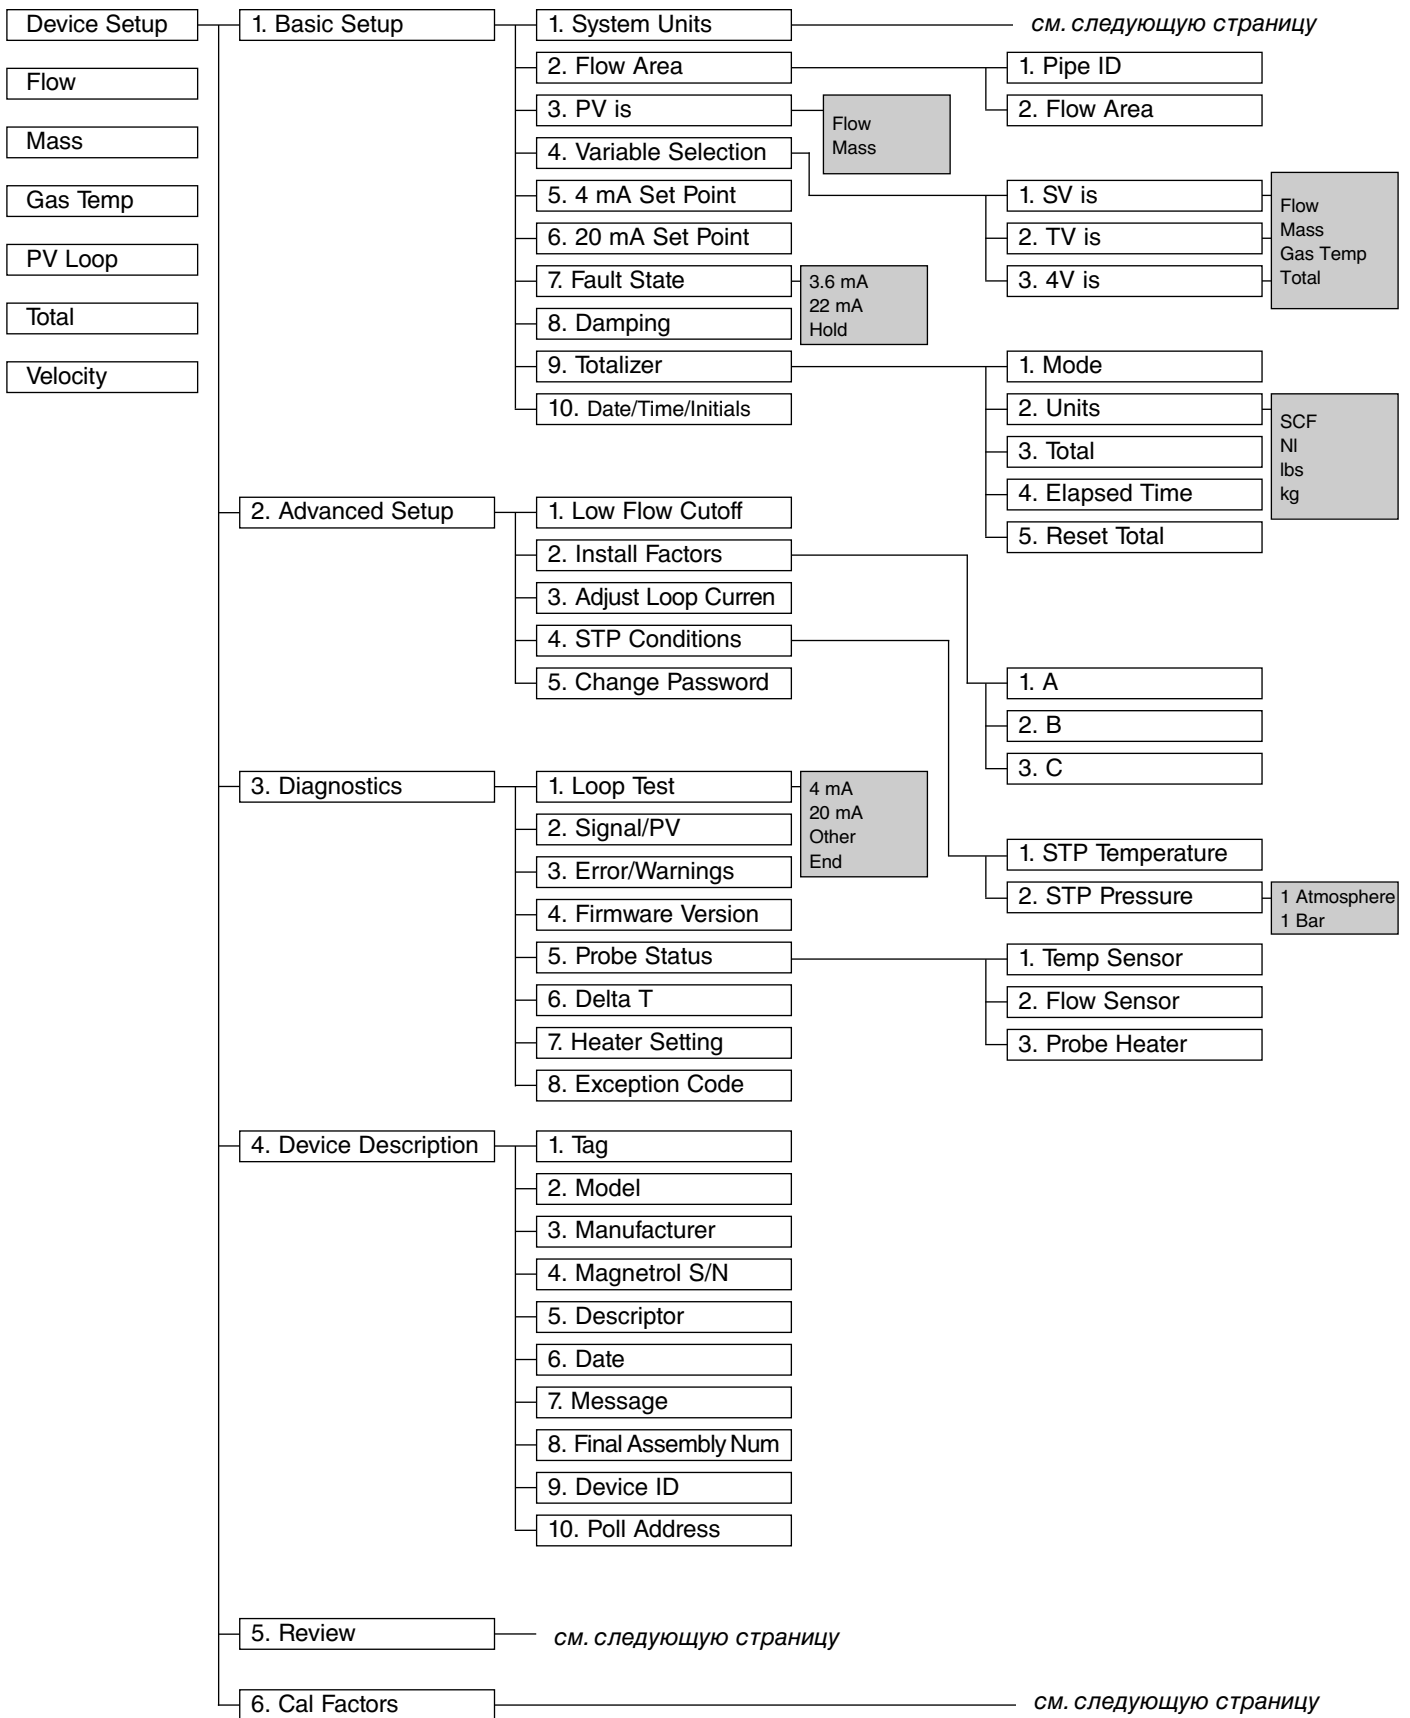 Device Setup
Flow
Mass
Gas Temp
PV Loop
Total
Velocity
1. Basic Setup
1. System Units
см. следующую страницу
2. Flow Area
1. Pipe ID
2. Flow Area
3. PV is
Flow
Mass
4. Variable Selection
1. SV is
2. TV is
3. 4V is
Flow
Mass
Gas Temp
Total
5. 4 mA Set Point
6. 20 mA Set Point
7. Fault State
3.6 mA
22 mA
Hold
8. Damping
9. Totalizer
1. Mode
2. Units
SCF
Nl
lbs
kg
3. Total
4. Elapsed Time
5. Reset Total
10. Date/Time/Initials
2. Advanced Setup
1. Low Flow Cutoff
2. Install Factors
1. A
2. B
3. C
3. Adjust Loop Curren
4. STP Conditions
1. STP Temperature
2. STP Pressure
1 Atmosphere
1 Bar
5. Change Password
3. Diagnostics
1. Loop Test
4 mA
20 mA
Other
End
2. Signal/PV
3. Error/Warnings
4. Firmware Version
5. Probe Status
1. Temp Sensor
2. Flow Sensor
3. Probe Heater
6. Delta T
7. Heater Setting
8. Exception Code
4. Device Description
1. Tag
2. Model
3. Manufacturer
4. Magnetrol S/N
5. Descriptor
6. Date
7. Message
8. Final Assembly Num
9. Device ID
10. Poll Address
5. Review
см. следующую страницу
6. Cal Factors
см. следующую страницу